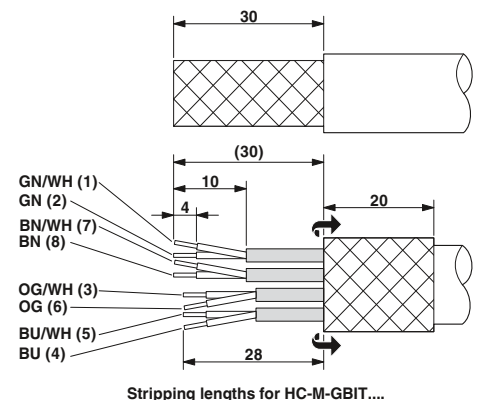 30
(30)
10
4
20
GN/WH (1)
GN (2)
BN/WH (7)
BN (8)
OG/WH (3)
OG (6)
BU/WH (5)
BU (4)
28
Stripping lengths for HC-M-GBIT....